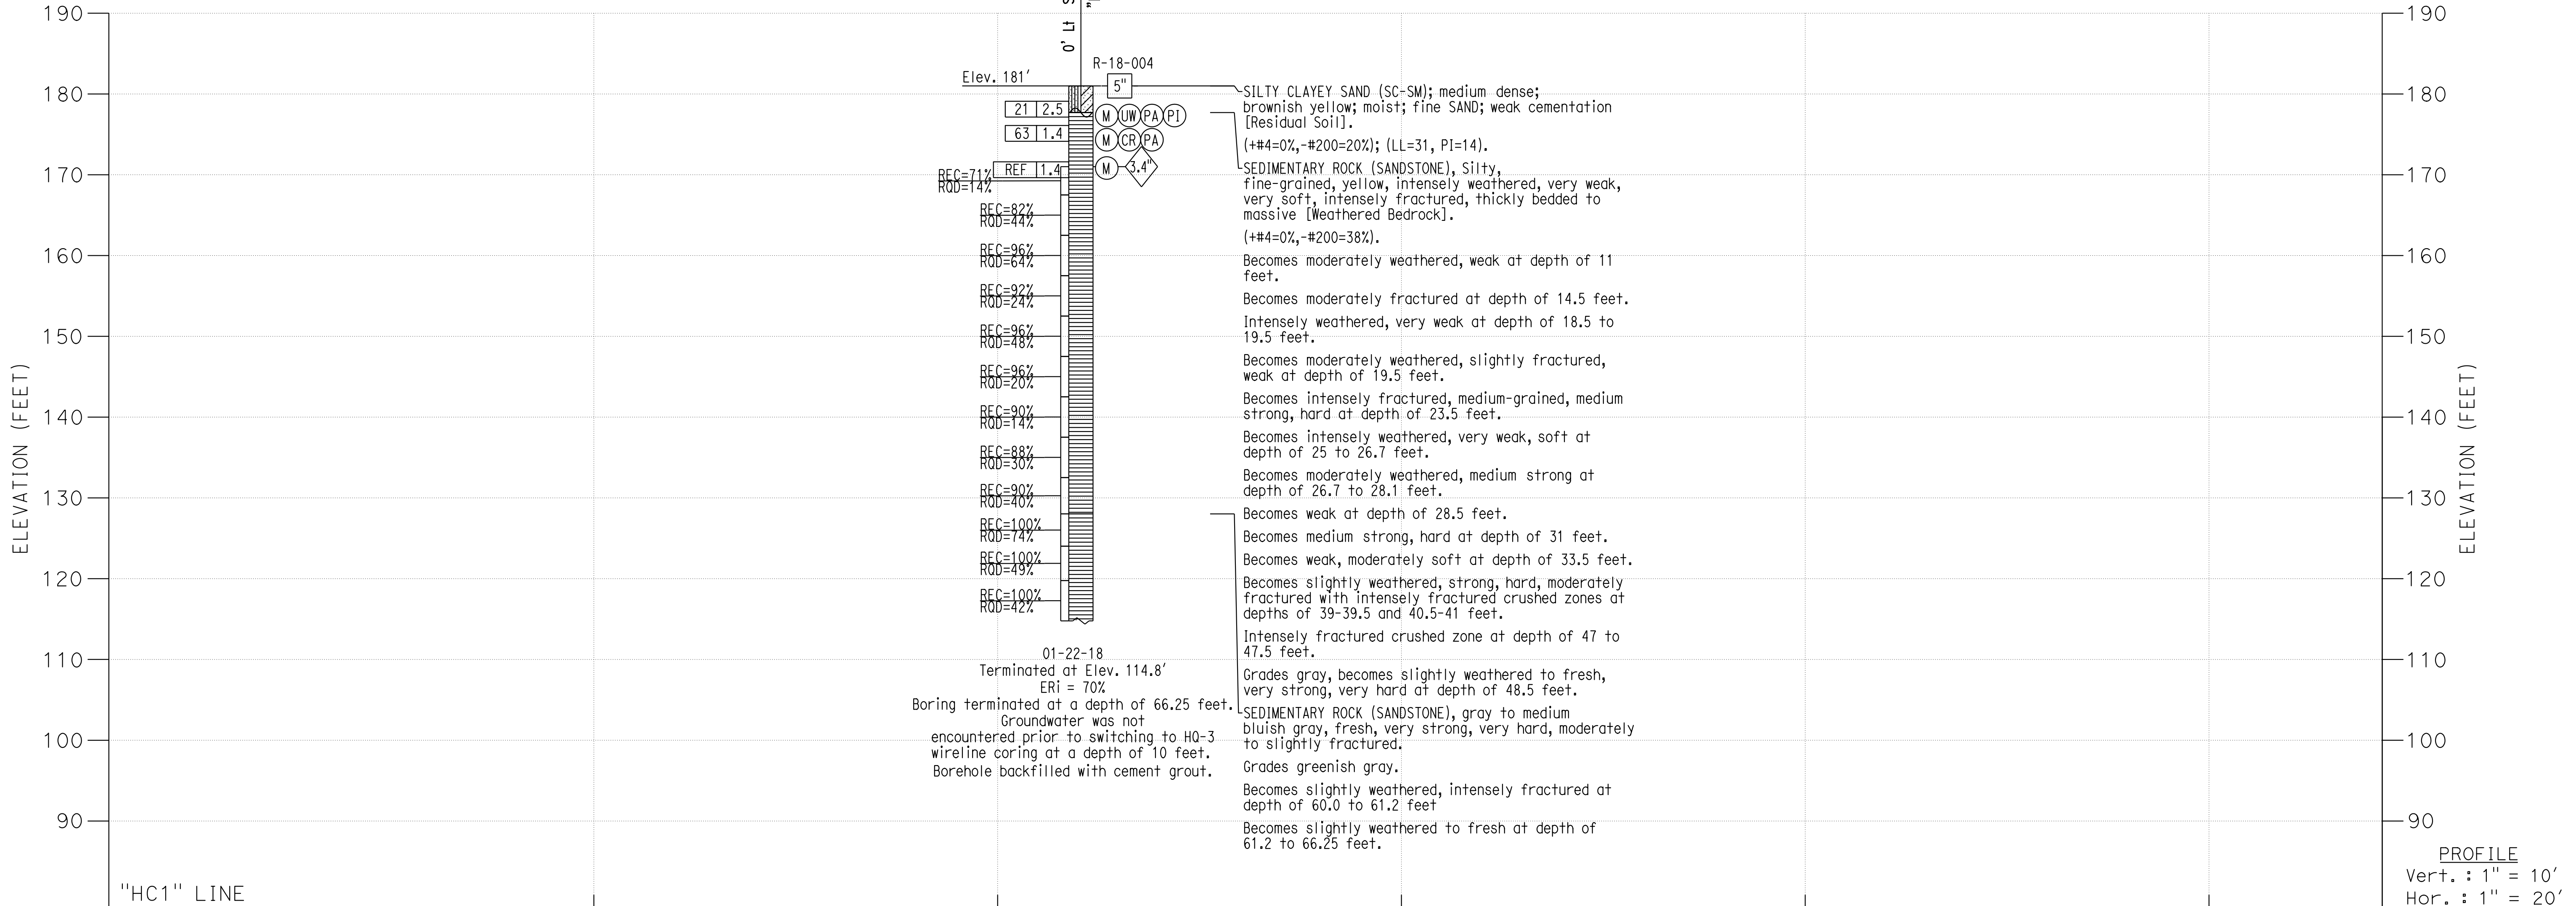 190
180
170
160
150
140
130
120
110
100
90
ELEVATION (FEET)
0' Lt
R-18-004
Elev. 181'
5"
21 2.5
M UW PA PI
63 1.4
M CR PA
REF 1.4
M 3.4"
REC=71%
RQD=14%
REC=82%
RQD=44%
REC=96%
RQD=64%
REC=92%
RQD=24%
REC=96%
RQD=48%
REC=96%
RQD=20%
REC=90%
RQD=14%
REC=88%
RQD=30%
REC=90%
RQD=40%
REC=100%
RQD=74%
REC=100%
RQD=49%
REC=100%
RQD=42%
01-22-18
Terminated at Elev. 114.8'
ERi = 70%
Boring terminated at a depth of 66.25 feet.
Groundwater was not
encountered prior to switching to HQ-3
wireline coring at a depth of 10 feet.
Borehole backfilled with cement grout.
SILTY CLAYEY SAND (SC-SM); medium dense;
brownish yellow; moist; fine SAND; weak cementation
[Residual Soil].
(+#4=0%,-#200=20%); (LL=31, PI=14).
SEDIMENTARY ROCK (SANDSTONE), Silty,
fine-grained, yellow, intensely weathered, very weak,
very soft, intensely fractured, thickly bedded to
massive [Weathered Bedrock].
(+#4=0%,-#200=38%).
Becomes moderately weathered, weak at depth of 11
feet.
Becomes moderately fractured at depth of 14.5 feet.
Intensely weathered, very weak at depth of 18.5 to
19.5 feet.
Becomes moderately weathered, slightly fractured,
weak at depth of 19.5 feet.
Becomes intensely fractured, medium-grained, medium
strong, hard at depth of 23.5 feet.
Becomes intensely weathered, very weak, soft at
depth of 25 to 26.7 feet.
Becomes moderately weathered, medium strong at
depth of 26.7 to 28.1 feet.
Becomes weak at depth of 28.5 feet.
Becomes medium strong, hard at depth of 31 feet.
Becomes weak, moderately soft at depth of 33.5 feet.
Becomes slightly weathered, strong, hard, moderately
fractured with intensely fractured crushed zones at
depths of 39-39.5 and 40.5-41 feet.
Intensely fractured crushed zone at depth of 47 to
47.5 feet.
Grades gray, becomes slightly weathered to fresh,
very strong, very hard at depth of 48.5 feet.
SEDIMENTARY ROCK (SANDSTONE), gray to medium
bluish gray, fresh, very strong, very hard, moderately
to slightly fractured.
Grades greenish gray.
Becomes slightly weathered, intensely fractured at
depth of 60.0 to 61.2 feet
Becomes slightly weathered to fresh at depth of
61.2 to 66.25 feet.
190
180
170
160
150
140
130
120
110
100
90
ELEVATION (FEET)
"HC1" LINE
PROFILE
Vert. : 1" = 10'
Hor. : 1" = 20'